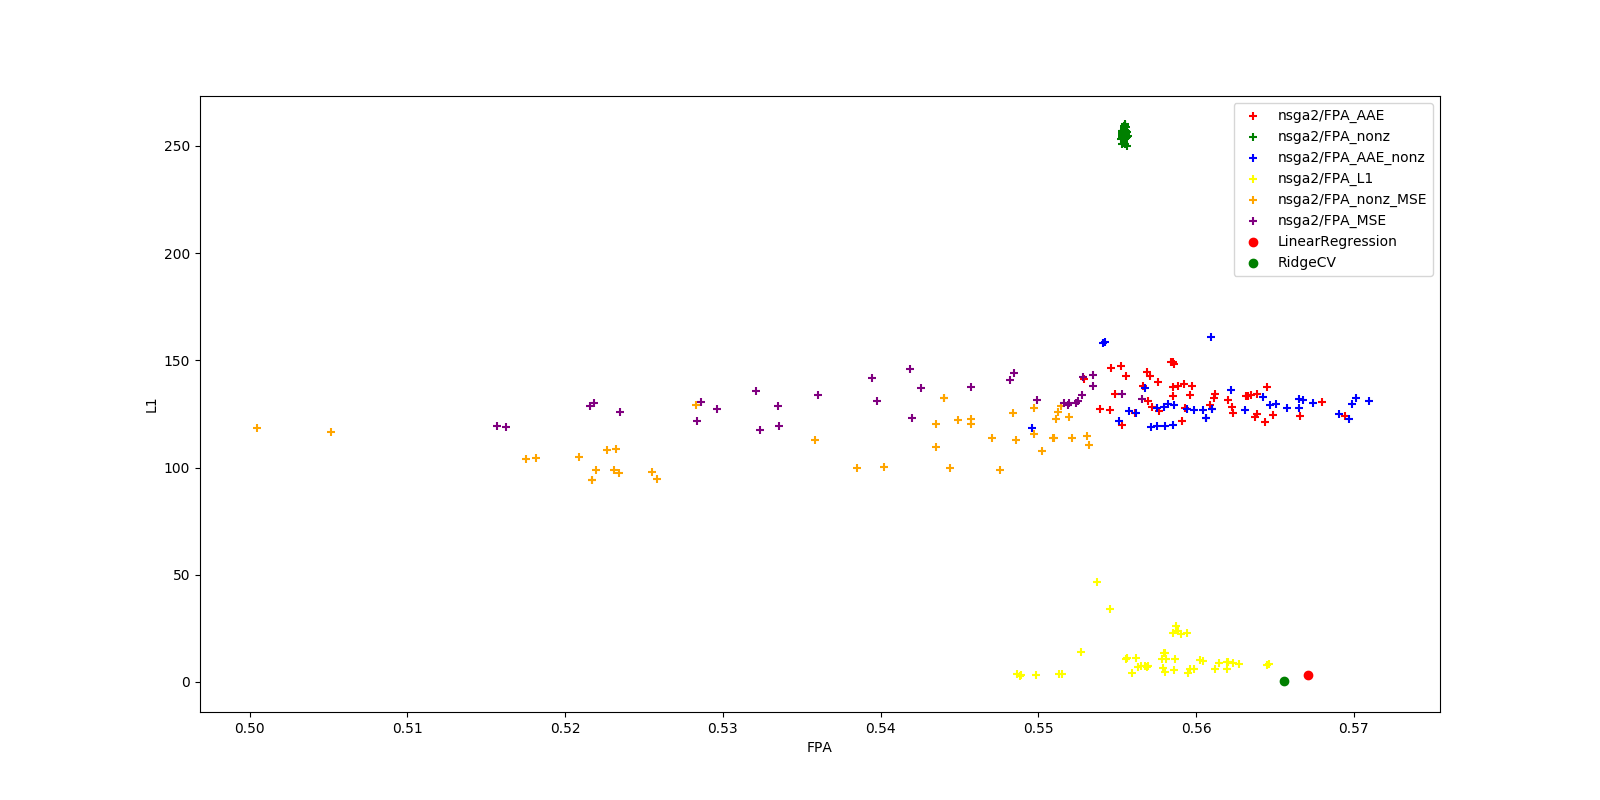 nsga2/FPA_AAE
nsga2/FPA_nonz
nsga2/FPA_AAE_nonz
nsga2/FPA_L1
nsga2/FPA_nonz_MSE
nsga2/FPA_MSE
LinearRegression
RidgeCV
250
200
150
100
50
0
L1
0.50 0.51 0.52 0.53 0.54 0.55 0.56 0.57
FPA